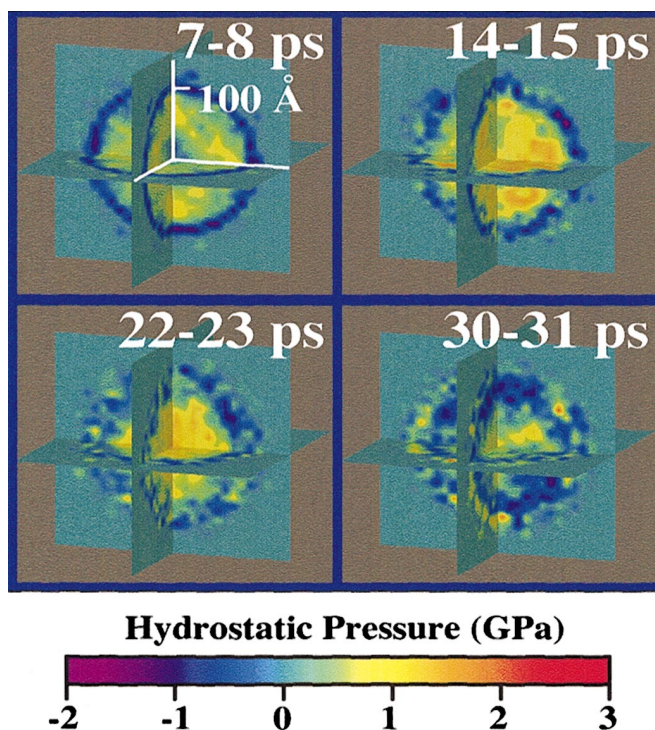 7-8 ps
14-15 ps
100 Å
22-23 ps
30-31 ps
Hydrostatic Pressure (GPa)
-2 -1 0 1 2 3